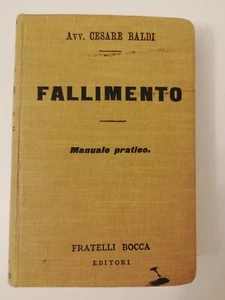 Avv. CESARE BALDI
FALLIMENTO
Manuale pratico.
FRATELLI BOCCA
EDITORI